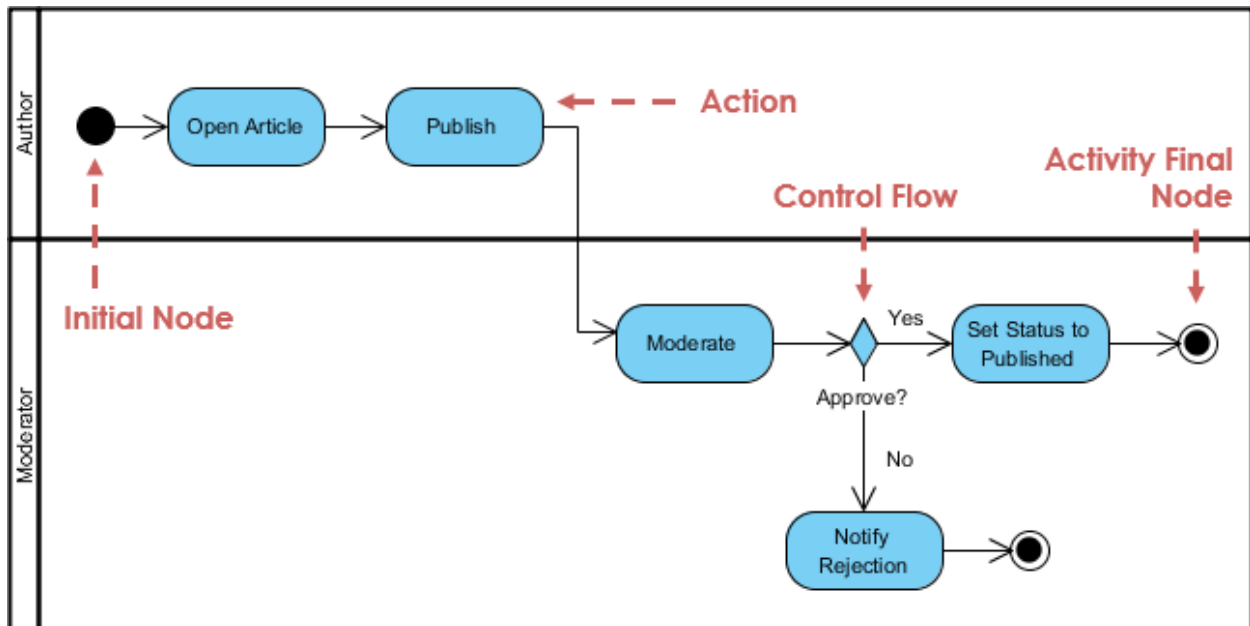 Author
Open Article
Publish
Action
Control Flow
Activity Final
Node
Initial Node
Moderator
Moderate
Yes
Approve?
No
Set Status to
Published
Notify
Rejection